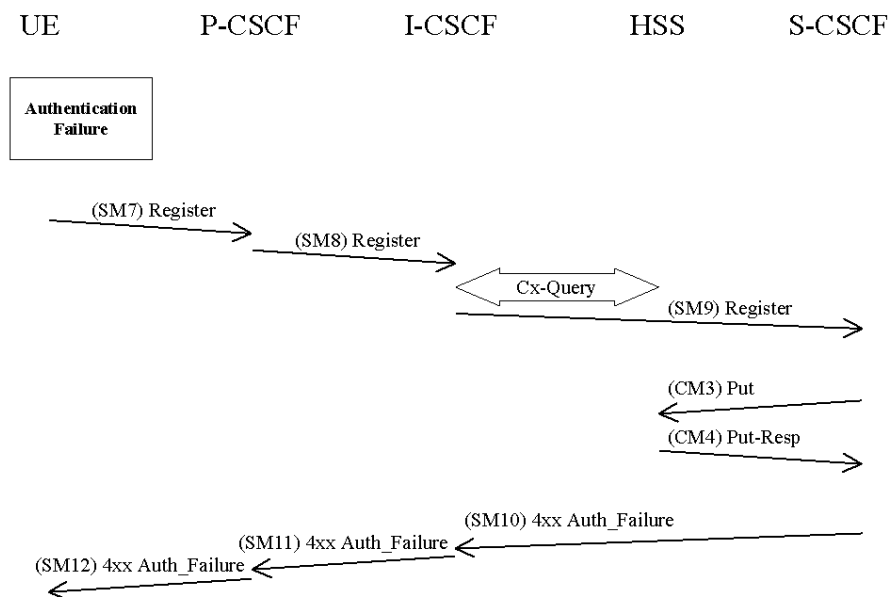 UE P-CSCF I-CSCF HSS S-CSCF
Authentication
Failure
(SM7) Register
(SM8) Register
Cx-Query
(SM9) Register
(CM3) Put
(CM4) Put-Resp
(SM10) 4xx Auth_Failure
(SM11) 4xx Auth_Failure
(SM12) 4xx Auth_Failure